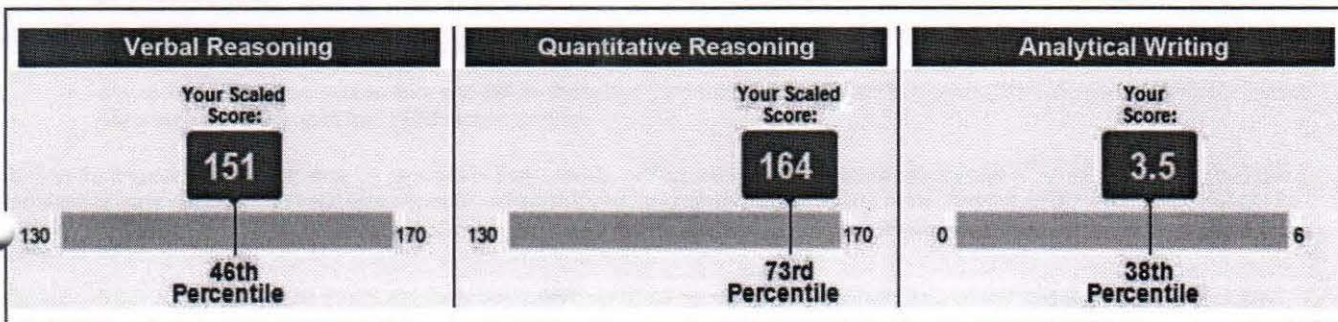 Verbal Reasoning
Your Scaled
Score:
151
130
170
46th
Percentile
Quantitative Reasoning
Your Scaled
Score:
164
130
170
73rd
Percentile
Analytical Writing
Your
Score:
3.5
0
6
38th
Percentile